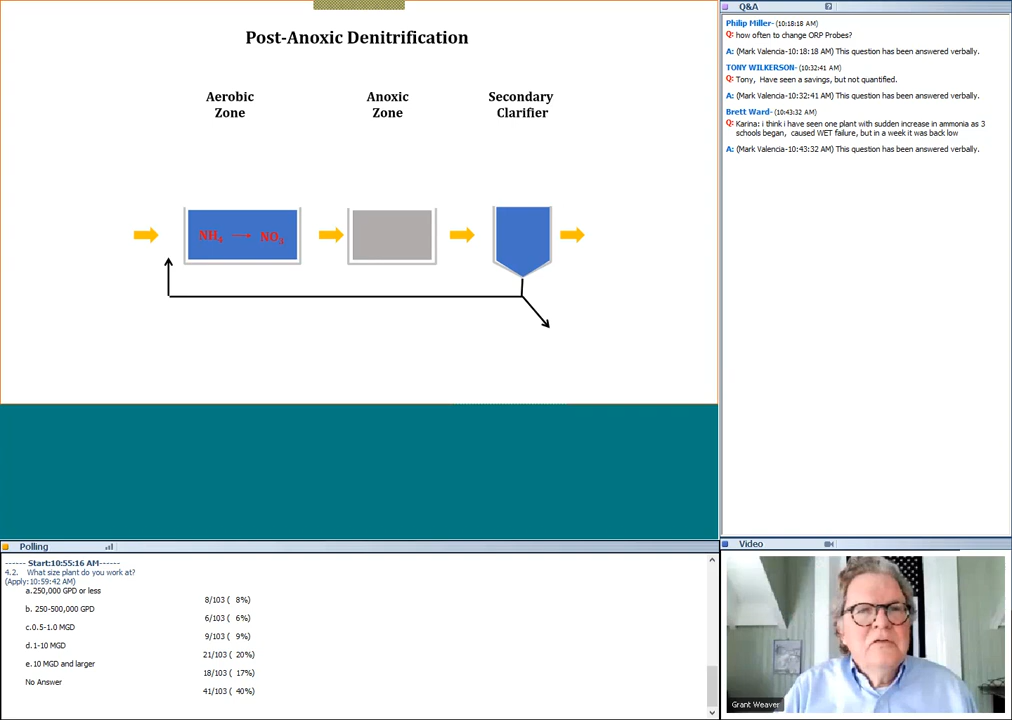 Post-Anoxic Denitrification
Aerobic
Zone
Anoxic
Zone
Secondary
Clarifier
NH4 → NO3
Q&A
Philip Miller- (10:18:18 AM)
Q: how often to change ORP Probes?
A: (Mark Valencia-10:18:18 AM) This question has been answered verbally.
TONY WILKERSON- (10:32:41 AM)
Q: Tony, Have seen a savings, but not quantified.
A: (Mark Valencia-10:32:41 AM) This question has been answered verbally.
Brett Ward- (10:43:32 AM)
Q: Karina: i think i have seen one plant with sudden increase in ammonia as 3
schools began, caused WET failure, but in a week it was back low
A: (Mark Valencia-10:43:32 AM) This question has been answered verbally.
Polling
------ Start:10:55:16 AM------
4.2. What size plant do you work at?
(Apply:10:59:42 AM)
a.250,000 GPD or less
8/103 ( 8%)
b. 250-500,000 GPD
6/103 ( 6%)
c.0.5-1.0 MGD
9/103 ( 9%)
d.1-10 MGD
21/103 ( 20%)
e.10 MGD and larger
18/103 ( 17%)
No Answer
41/103 ( 40%)
Video
Grant Weaver